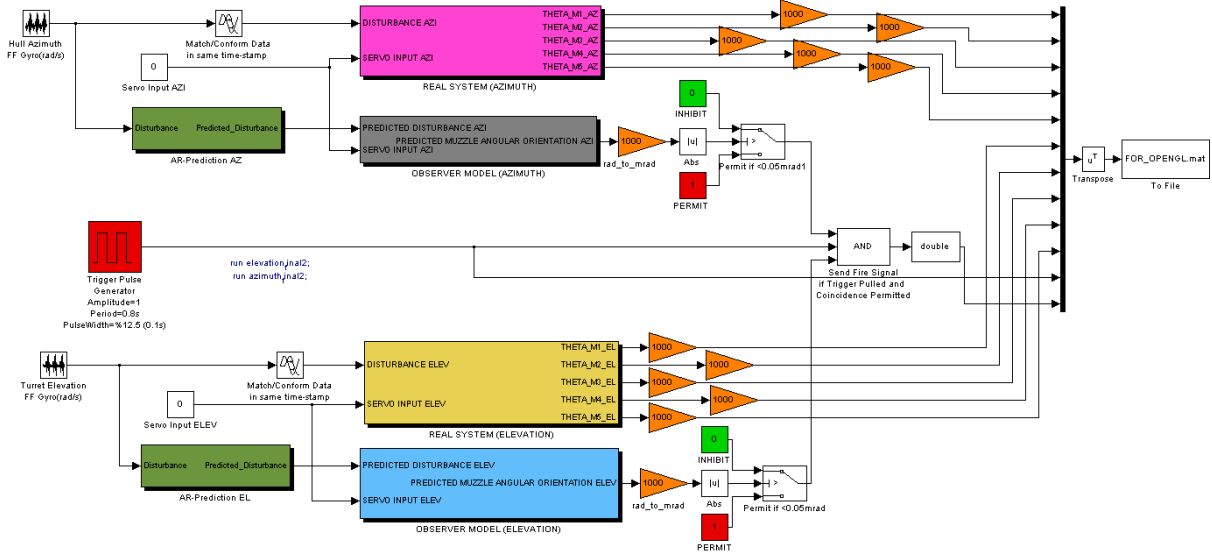 Hull Azimuth
FF Gyro(rad/s)
Match/Conform Data
in same time-stamp
0
Servo Input AZI
DISTURBANCE AZI
SERVO INPUT AZI
THETA_M1_AZ
THETA_M2_AZ
THETA_M3_AZ
THETA_M4_AZ
THETA_M5_AZ
REAL SYSTEM (AZIMUTH)
1000
1000
1000
1000
1000
Disturbance
Predicted_Disturbance
AR-Prediction AZ
PREDICTED DISTURBANCE AZI
PREDICTED MUZZLE ANGULAR ORIENTATION AZI
SERVO INPUT AZI
OBSERVER MODEL (AZIMUTH)
1000
rad_to_mrad
|u|
Abs
0
INHIBIT
>
Permit if <0.05mrad1
1
PERMIT
uT
Transpose
FOR_OPENGL.mat
To File
Trigger Pulse
Generator
Amplitude=1
Period=0.8s
PulseWidth=%12.5 (0.1s)
run elevation_final2;
run azimuth_final2;
AND
Send Fire Signal
if Trigger Pulled and
Coincidence Permitted
double
Turret Elevation
FF Gyro(rad/s)
Match/Conform Data
in same time-stamp
0
Servo Input ELEV
DISTURBANCE ELEV
SERVO INPUT ELEV
THETA_M1_EL
THETA_M2_EL
THETA_M3_EL
THETA_M4_EL
THETA_M5_EL
REAL SYSTEM (ELEVATION)
1000
1000
1000
1000
1000
Disturbance
Predicted_Disturbance
AR-Prediction EL
PREDICTED DISTURBANCE ELEV
PREDICTED MUZZLE ANGULAR ORIENTATION ELEV
SERVO INPUT ELEV
OBSERVER MODEL (ELEVATION)
1000
rad_to_mrad
|u|
Abs
0
INHIBIT
>
Permit if <0.05mrad
1
PERMIT